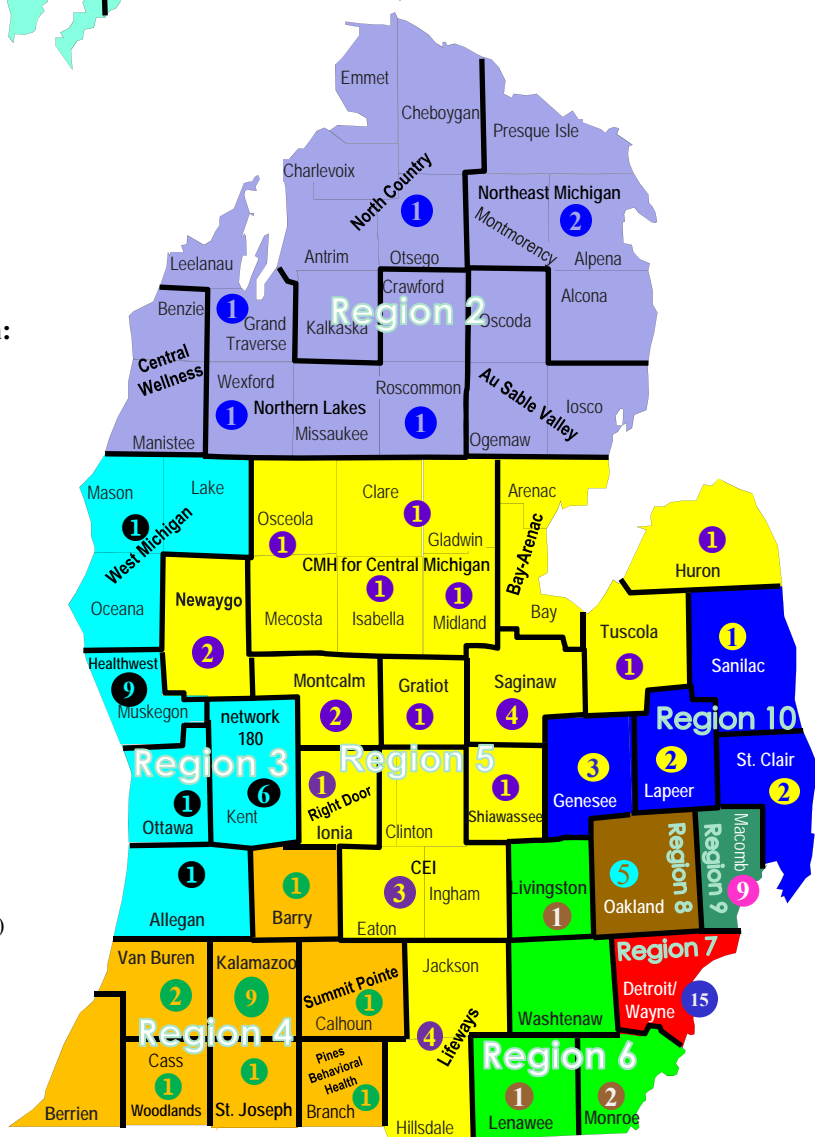 Emmet
Cheboygan
Presque Isle
Charlevoix
North Country
1
Northeast Michigan
2
Montmorency
Alpena
Leelanau
Antrim
Otsego
Benzie
1
Grand
Traverse
Kalkaska
Crawford
Region 2
Oscoda
Alcona
:
Central
Wellness
Wexford
1
Northern Lakes
Missaukee
Roscommon
1
Au Sable Valley
Iosco
Ogemaw
Manistee
Mason
Lake
1
West Michigan
Oceana
Osceola
1
Clare
1
Gladwin
CMH for Central Michigan
1
1
Mecosta
Isabella
Midland
Arenac
Bay-Arenac
Bay
1
Huron
Newaygo
2
Tuscola
1
1
Sanilac
Healthwest
9
Muskegon
Montcalm
2
Gratiot
1
Saginaw
4
network
180
6
Kent
Region 3
1
Ottawa
Region 5
1
Right Door
Ionia
Clinton
1
Shiawassee
3
Genesee
Region 10
2
Lapeer
St. Clair
2
1
Allegan
1
Barry
CEI
3
Ingham
Eaton
Livingston
1
5
Oakland
Region 8
Region 9
Macomb
9
)
Van Buren
2
Kalamazoo
9
Summit Pointe
1
Calhoun
Jackson
4
Lifeways
Hillsdale
Washtenaw
Region 7
Detroit/
Wayne
15
Region 4
Berrien
Cass
1
Woodlands
1
St. Joseph
Pines
Behavioral
Health
1
Branch
Region 6
1
Lenawee
2
Monroe